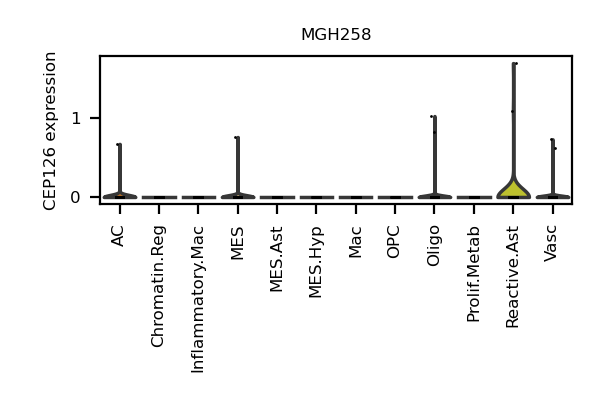 MGH258
CEP126 expression
1
0
AC
Chromatin.Reg
Inflammatory.Mac
MES
MES.Ast
MES.Hyp
Mac
OPC
Oligo
Prolif.Metab
Reactive.Ast
Vasc